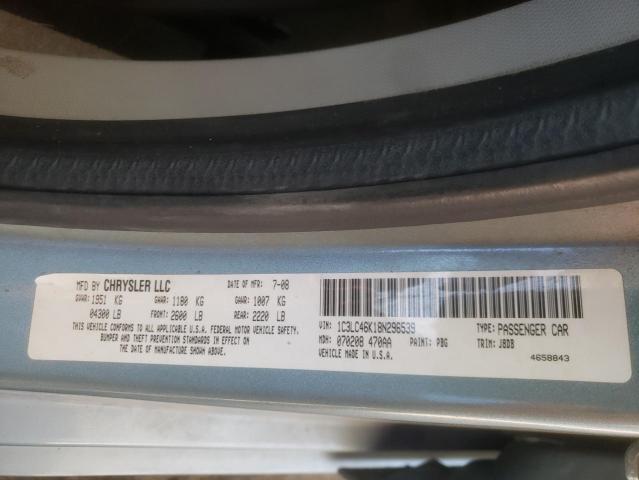 MFD BY CHRYSLER LLC DATE OF MFR: 7-08
GVWR: 1951 KG GAWR: 1180 KG GAWR: 1007 KG
04300 LB FRONT: 2600 LB REAR: 2220 LB
THIS VEHICLE CONFORMS TO ALL APPLICABLE U.S.A. FEDERAL MOTOR VEHICLE SAFETY,
BUMPER AND THEFT PREVENTION STANDARDS IN EFFECT ON
THE DATE OF MANUFACTURE SHOWN ABOVE.
VIN: 1C3LC46K18N296539 TYPE: PASSENGER CAR
MDH: 070208 470AA PAINT: PBG TRIM: J8DB
VEHICLE MADE IN U.S.A. 4658843